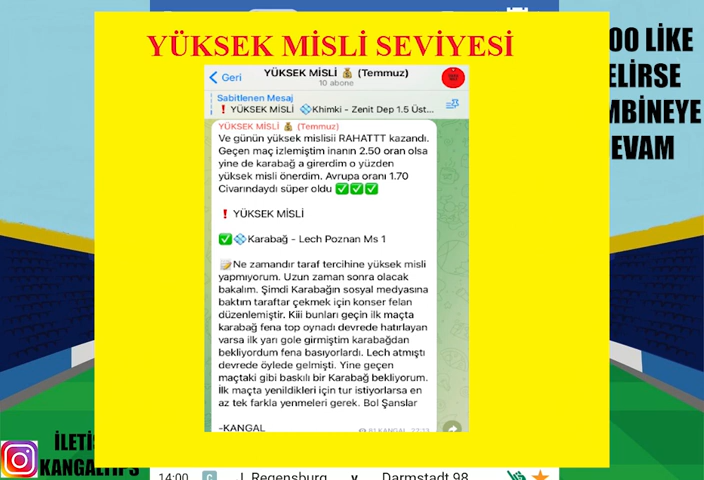 YÜKSEK MİSLİ SEVİYESİ
OO LİKE
ELİRSE
MBİNEYE
EVAM
Geri
YÜKSEK MİSLİ 💰 (Temmuz)
10 abone
Sabitlenen Mesaj
❗ YÜKSEK MİSLİ 💠Khimki - Zenit Dep 1.5 Üst...
YÜKSEK MİSLİ 💰 (Temmuz)
Ve günün yüksek mislisii RAHATTT kazandı.
Geçen maç izlemiştim inanın 2.50 oran olsa
yine de karabağ a girerdim o yüzden
yüksek misli önerdim. Avrupa oranı 1.70
Civarındaydı süper oldu ✅✅✅
❗ YÜKSEK MİSLİ
✅💠Karabağ - Lech Poznan Ms 1
📝Ne zamandır taraf tercihine yüksek misli
yapmıyorum. Uzun zaman sonra olacak
bakalım. Şimdi Karabağın sosyal medyasına
baktım taraftar çekmek için konser felan
düzenlemiştir. Kiii bunları geçin ilk maçta
karabağ fena top oynadı devrede hatırlayan
varsa ilk yarı gole girmiştim karabağdan
bekliyordum fena basıyorlardı. Lech atmıştı
devrede öylede gelmişti. Yine geçen
maçtaki gibi baskılı bir Karabağ bekliyorum.
İlk maçta yenildikleri için tur istiyorlarsa en
az tek farkla yenmeleri gerek. Bol Şanslar
-KANGAL
İLETİŞ
KANGALTIPS
14:00 C J. Regensburg v Darmstadt 98